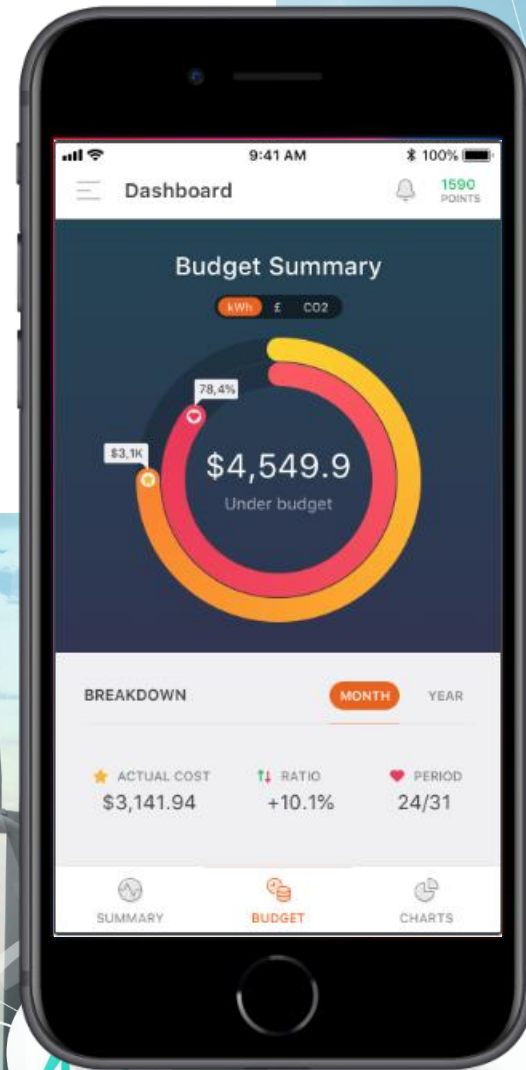 9:41 AM
100%
Dashboard
1590
POINTS
Budget Summary
kWh £ CO2
78,4%
$3,1K
$4,549.9
Under budget
BREAKDOWN
MONTH YEAR
ACTUAL COST RATIO PERIOD
$3,141.94 +10.1% 24/31
SUMMARY BUDGET CHARTS